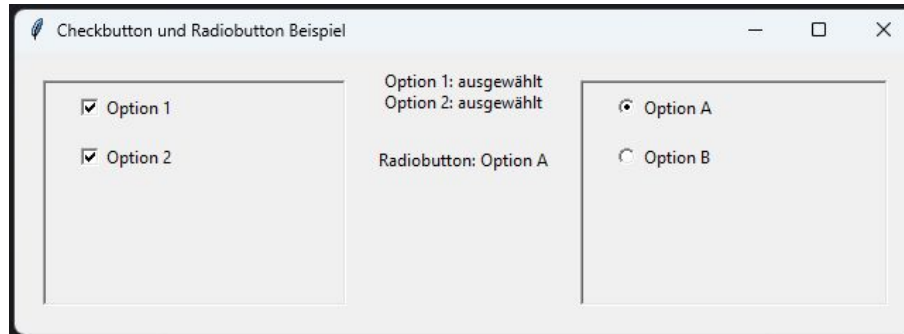 Checkbutton und Radiobutton Beispiel
Option 1
Option 2
Option 1: ausgewählt
Option 2: ausgewählt
Radiobutton: Option A
Option A
Option B